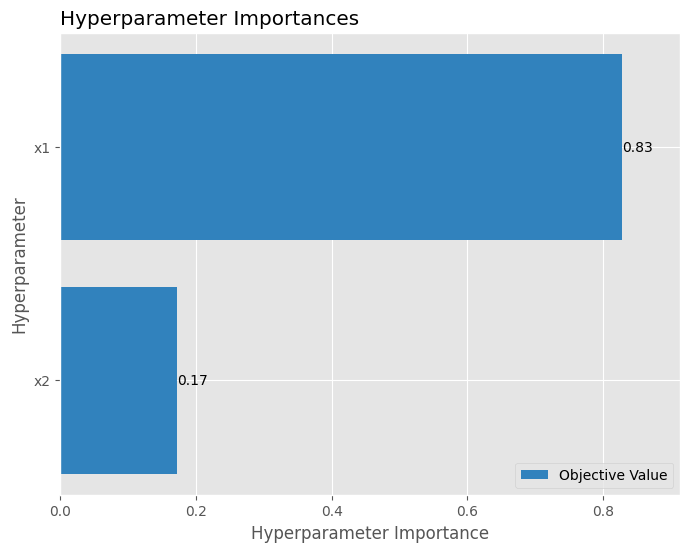 Hyperparameter Importances
Hyperparameter
x1
0.83
x2
0.17
Objective Value
0.0
0.2
0.4
0.6
0.8
Hyperparameter Importance